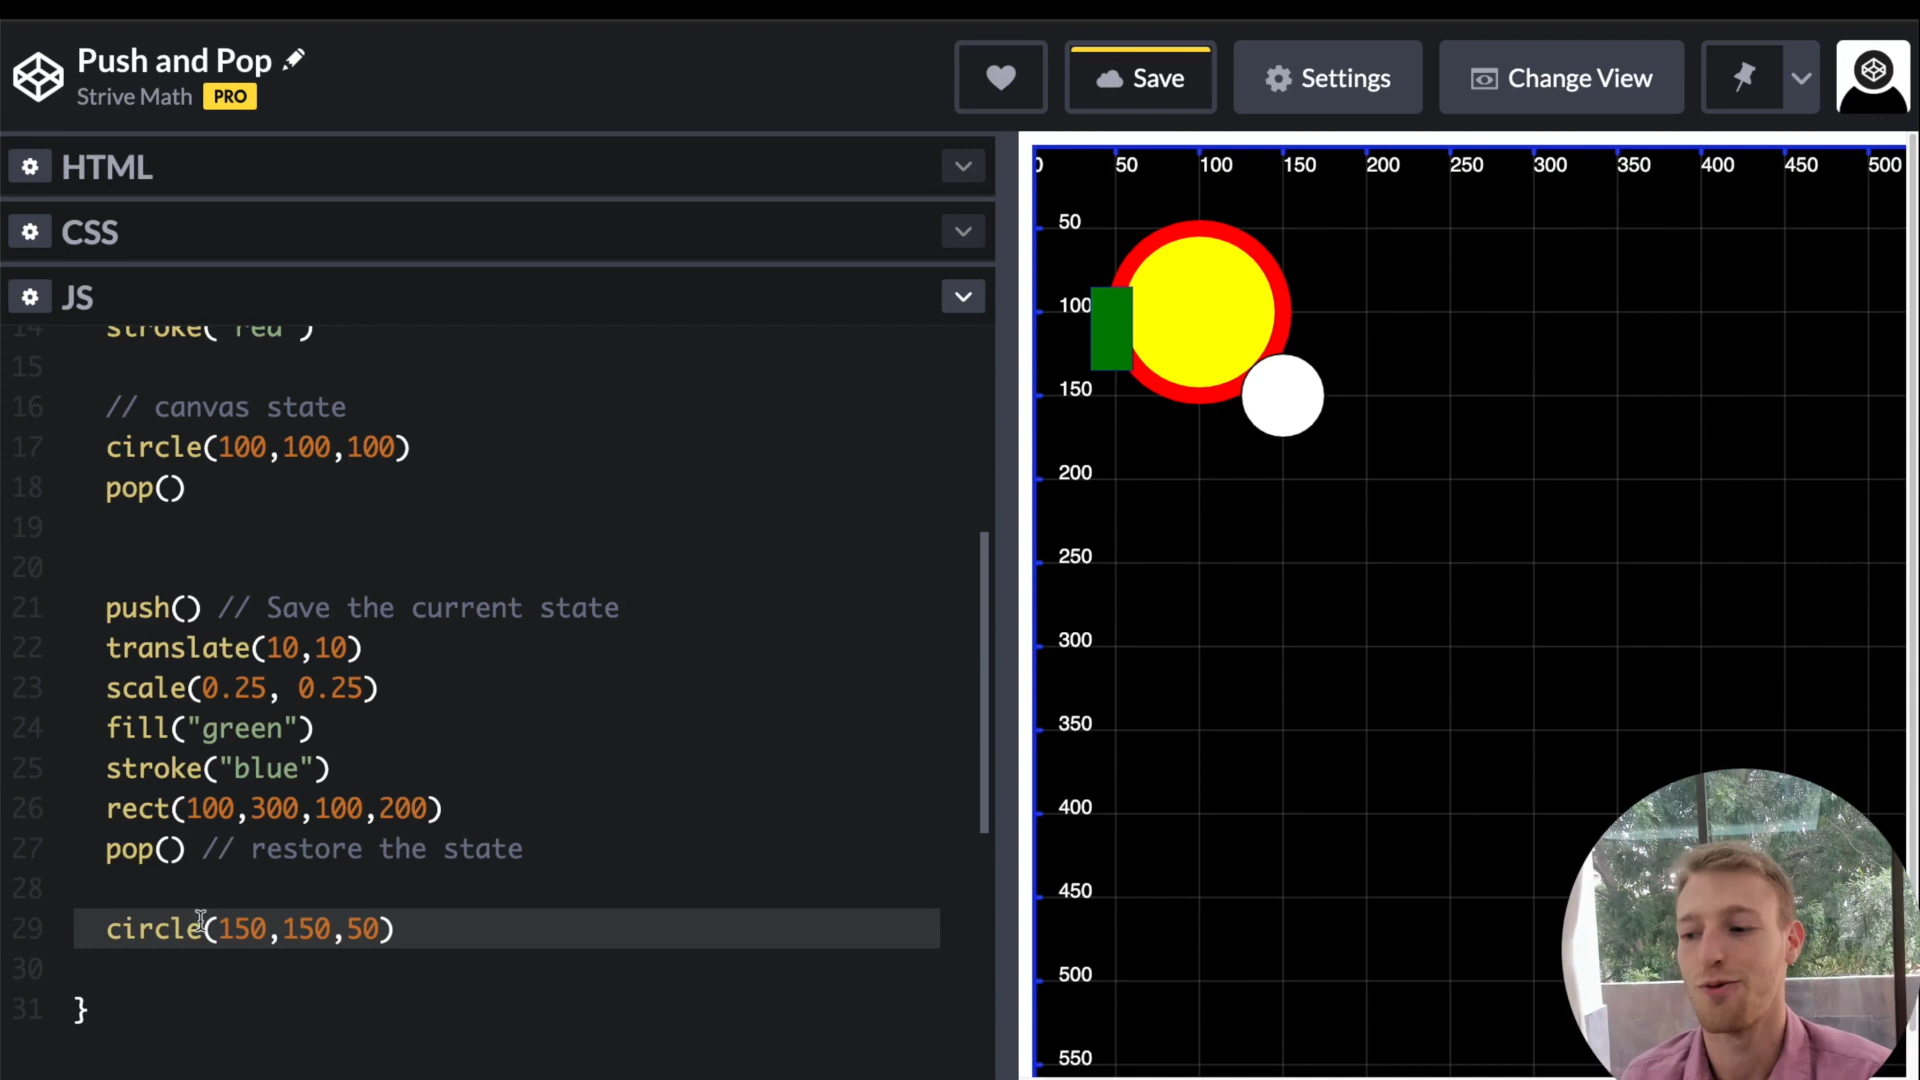 Push and Pop
Strive Math PRO
Save
Settings
Change View
HTML
CSS
JS
14 stroke("red")
15
16 // canvas state
17 circle(100,100,100)
18 pop()
19
20
21 push() // Save the current state
22 translate(10,10)
23 scale(0.25, 0.25)
24 fill("green")
25 stroke("blue")
26 rect(100,300,100,200)
27 pop() // restore the state
28
29 circle(150,150,50)
30
31 }
0 50 100 150 200 250 300 350 400 450 500
50
100
150
200
250
300
350
400
450
500
550